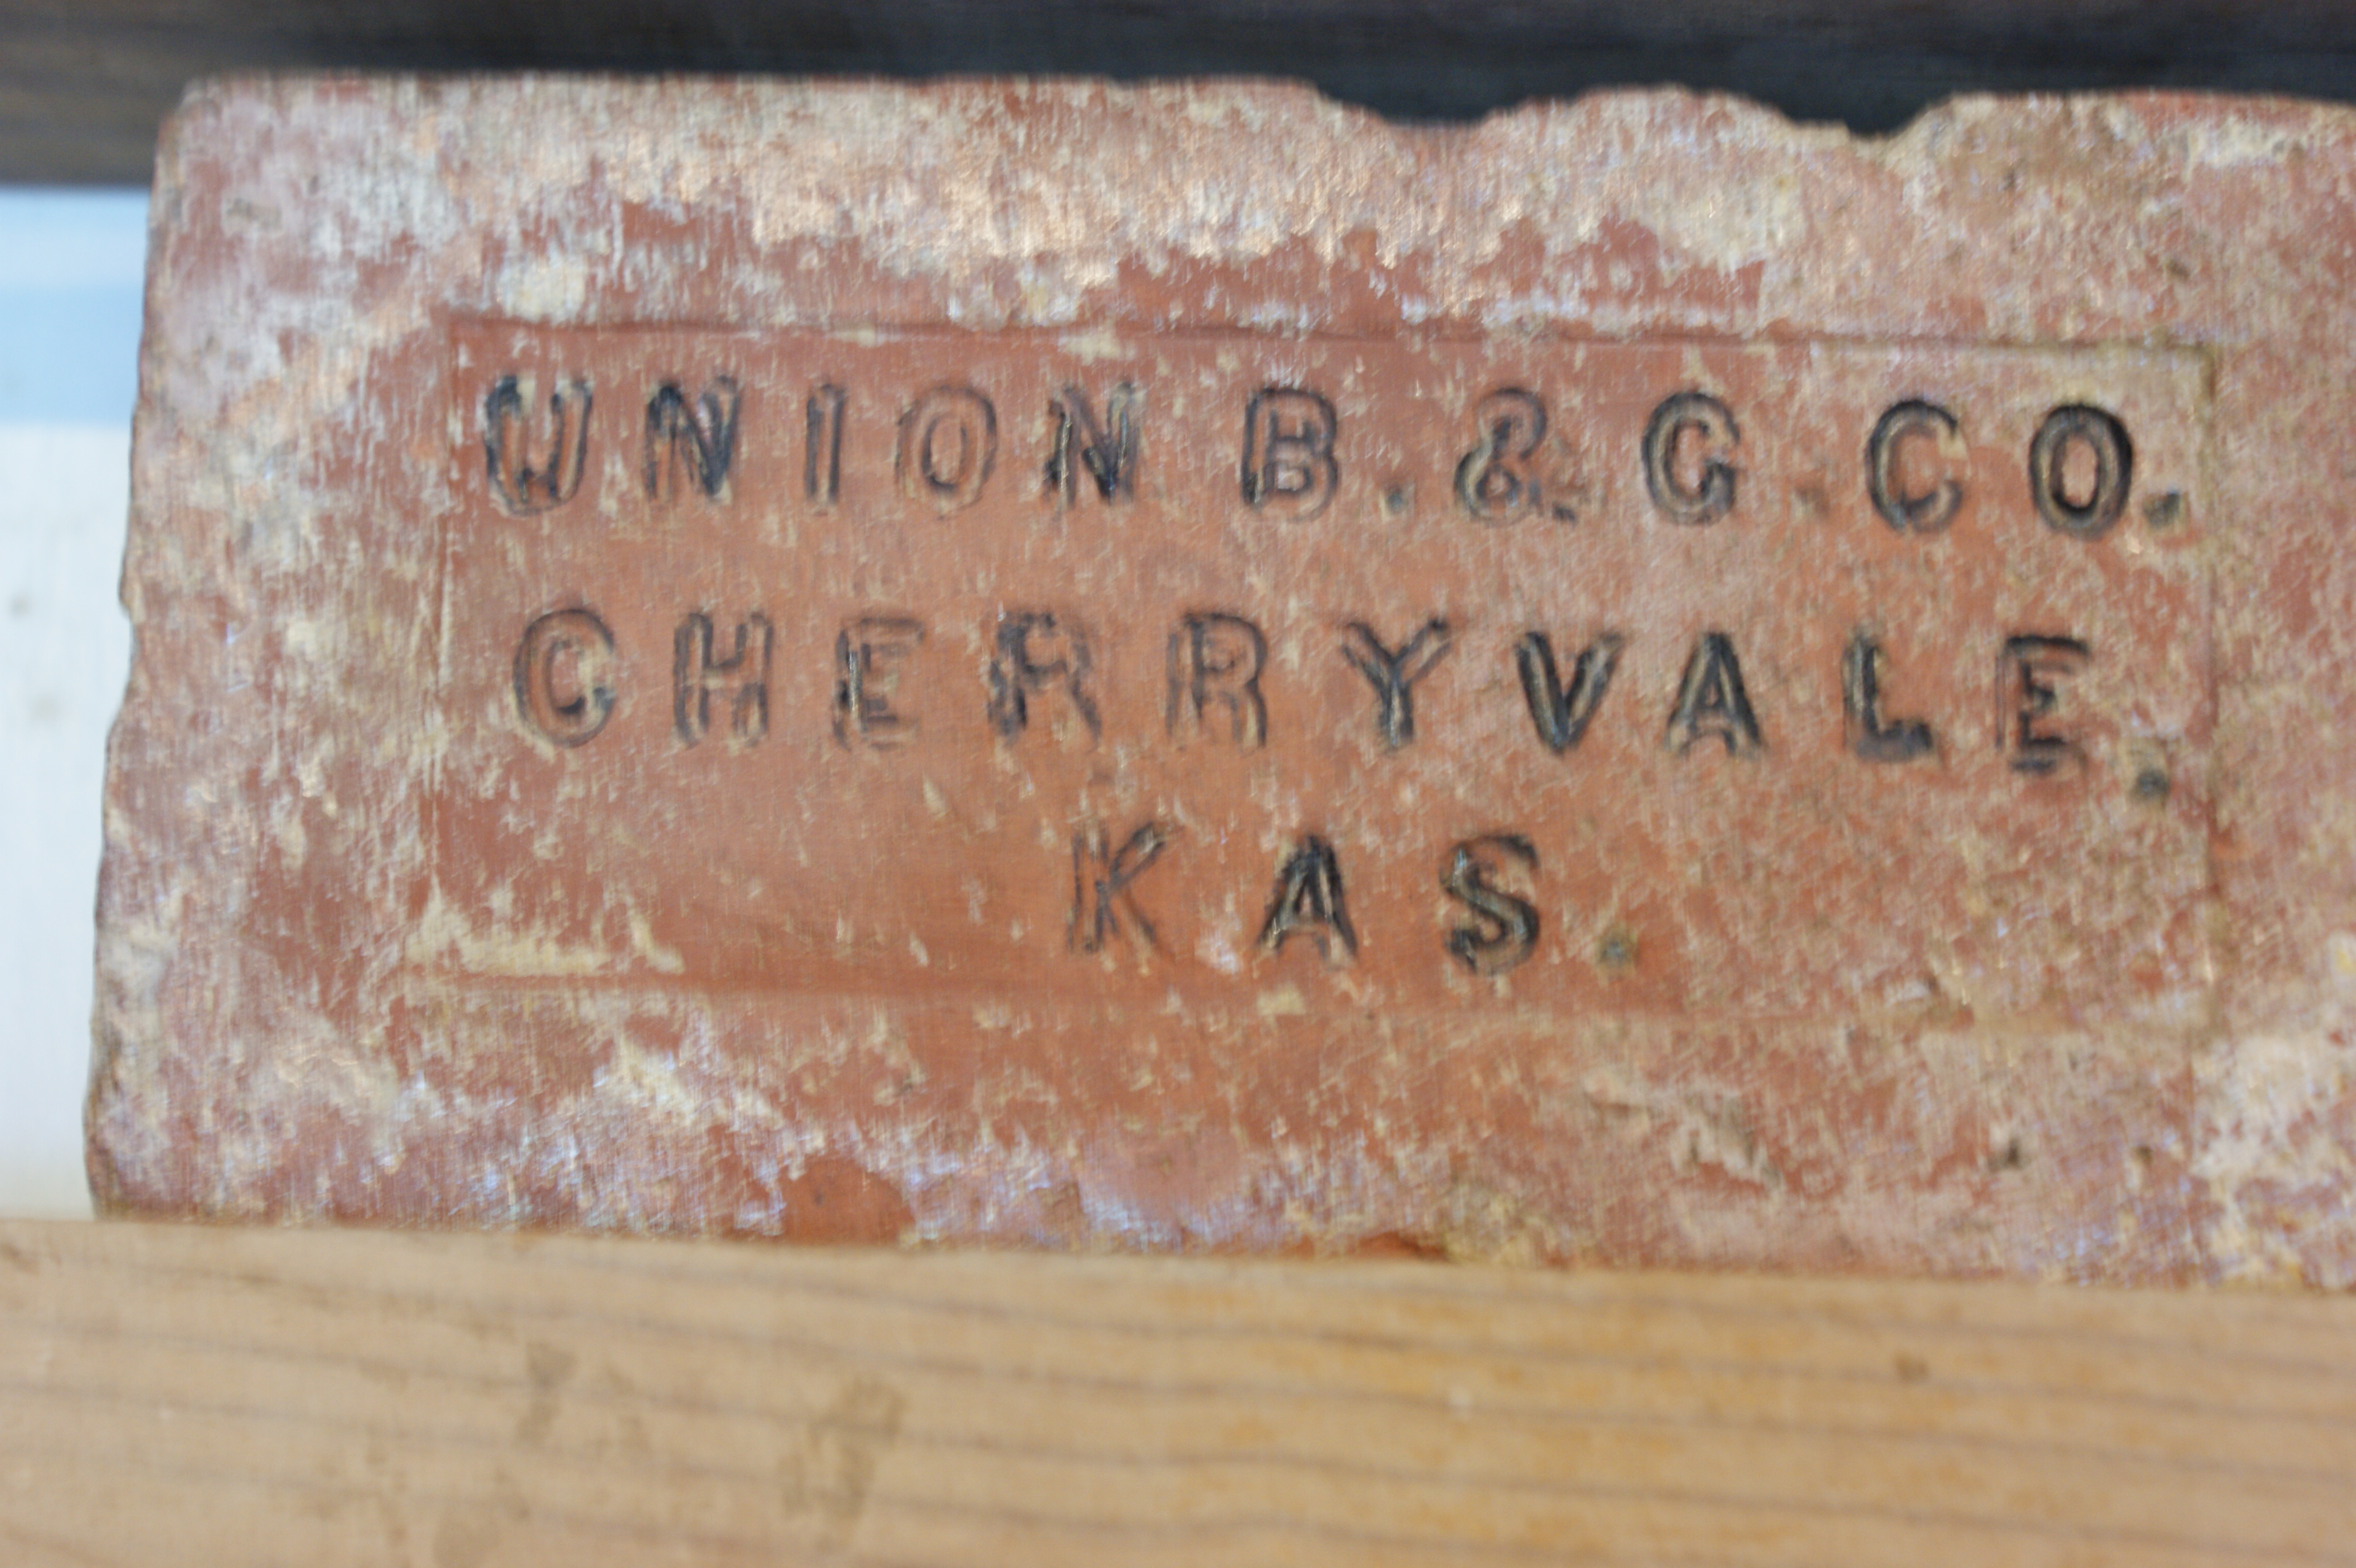 UNION B. & G. CO.
CHERRYVALE.
KAS.